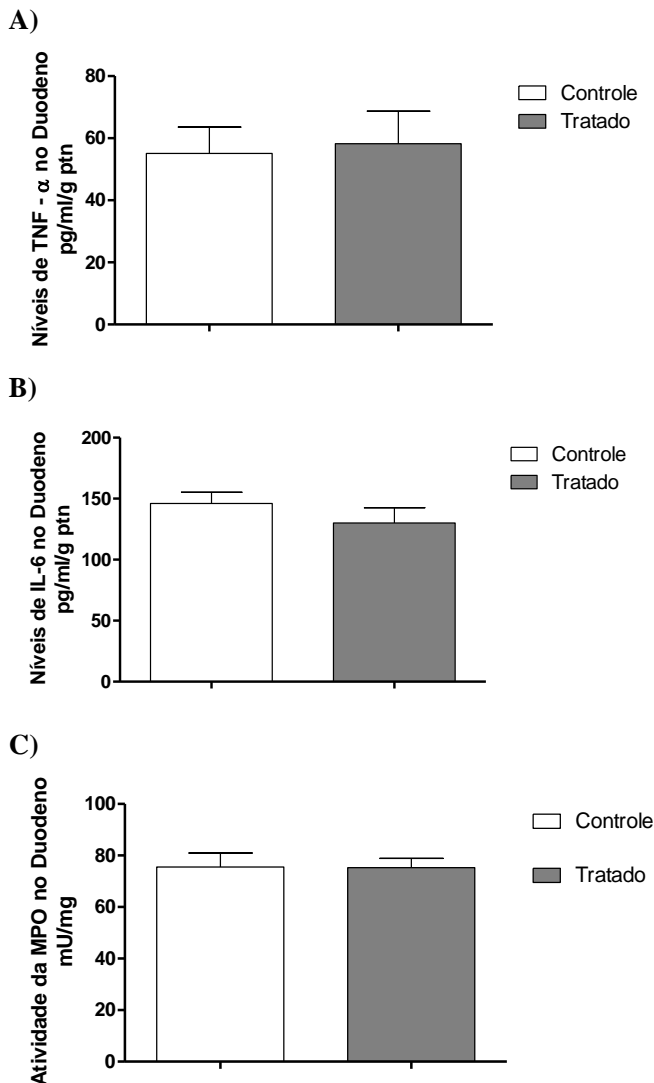 A)
Níveis de TNF - α no Duodeno
pg/ml/g ptn
80
60
40
20
0
Controle
Tratado
B)
Níveis de IL-6 no Duodeno
pg/ml/g ptn
200
150
100
50
0
Controle
Tratado
C)
Atividade da MPO no Duodeno
mU/mg
100
80
60
40
20
0
Controle
Tratado